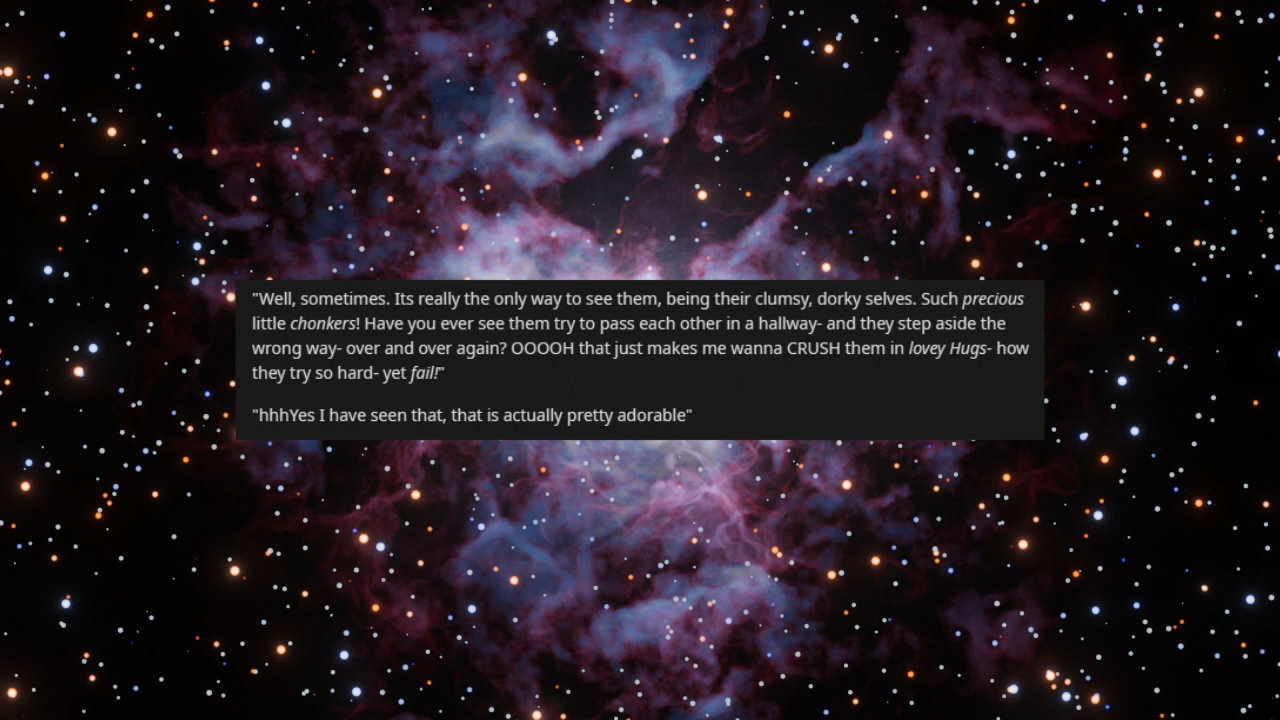 "Well, sometimes. Its really the only way to see them, being their clumsy, dorky selves. Such precious
little chonkers! Have you ever see them try to pass each other in a hallway- and they step aside the
wrong way- over and over again? OOOOH that just makes me wanna CRUSH them in lovey Hugs- how
they try so hard- yet fail!"
"hhhYes I have seen that, that is actually pretty adorable"